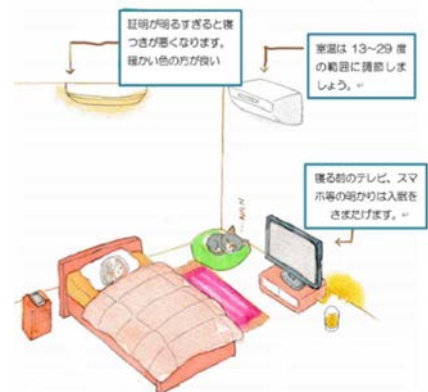 証明が明るすぎると寝
つきが悪くなります。
暖かい色の方が良い
室温は 13～29 度
の範囲に調節しま
しょう。↵
寝る前のテレビ、スマ
ホ等の明かりは入眠を
さまたげます。↵